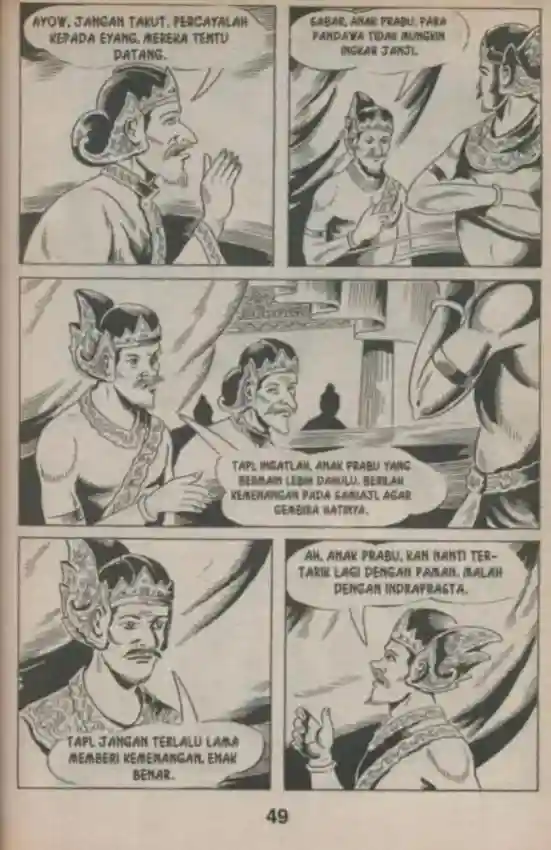 AYOW, JANGAN TAKUT. PERCAYALAH
KEPADA EYANG. MEREKA TENTU
DATANG.
SABAR, ANAK PRABU. PARA
PANDAWA TIDAK MUNGKIN
INGKAR JANJI.
TAPI, INGATLAH, ANAK PRABU YANG
BERMAIN LEBIH DAHULU. BERILAH
KEMENANGAN PADA SAMIAJI, AGAR
GEMBIRA HATINYA.
TAPI, JANGAN TERLALU LAMA
MEMBERI KEMENANGAN. ENAK
BENAR.
AH, ANAK PRABU, KAN NANTI TER-
TARIK LAGI DENGAN PAMAN. MALAH
DENGAN INDRAPRASTA.
49